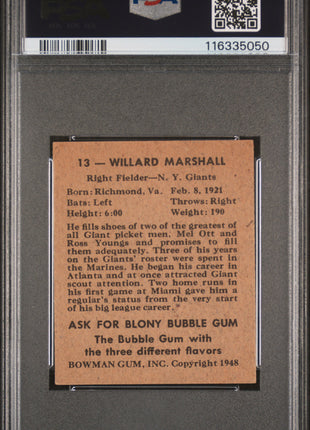 116335050
13 — WILLARD MARSHALL
Right Fielder—N. Y. Giants
Born: Richmond, Va. Feb. 8, 1921
Bats: Left Throws: Right
Height: 6:00 Weight: 190
He fills shoes of two of the greatest of
all Giant picket men. Mel Ott and
Ross Youngs and promises to fill
them adequately. Three of his years
on the Giants' roster were spent in
the Marines. He began his career in
Atlanta and at once attracted Giant
scout attention. Two home runs in
his first game at Miami gave him a
regular's status from the very start
of his big league career.
ASK FOR BLONY BUBBLE GUM
The Bubble Gum with
the three different flavors
BOWMAN GUM, INC. Copyright 1948